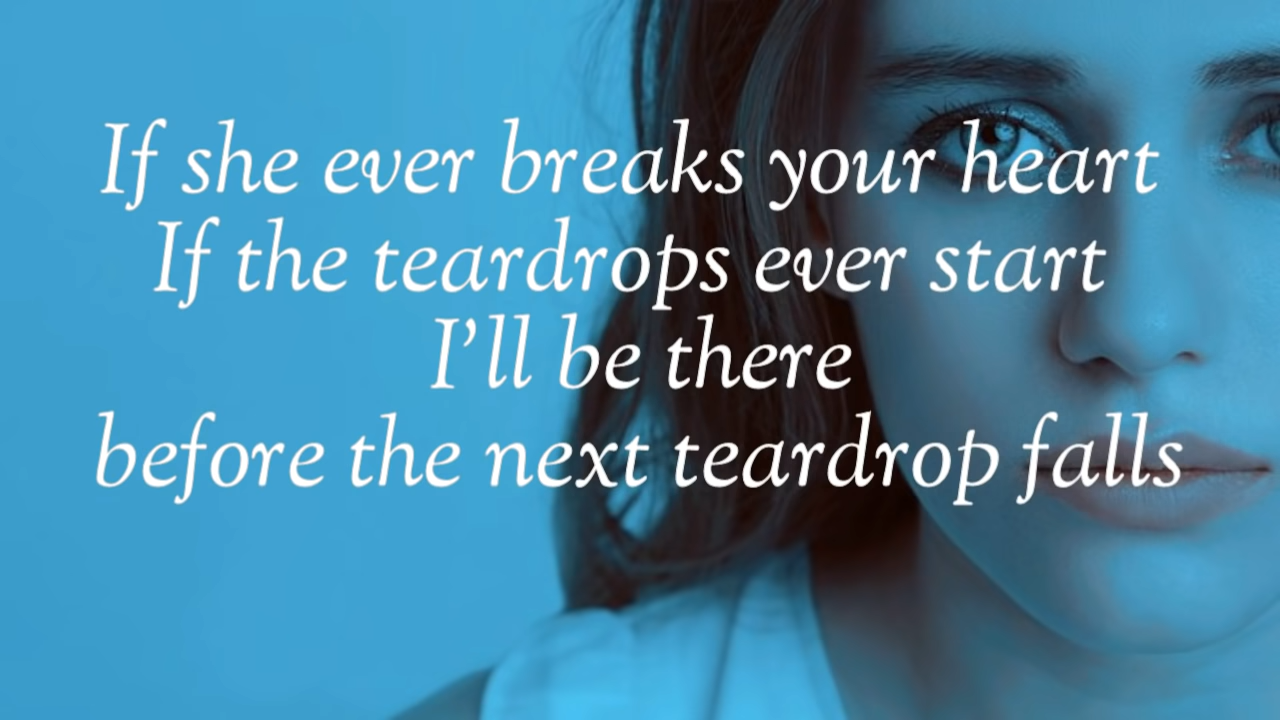 If she ever breaks your heart
If the teardrops ever start
I'll be there
before the next teardrop falls